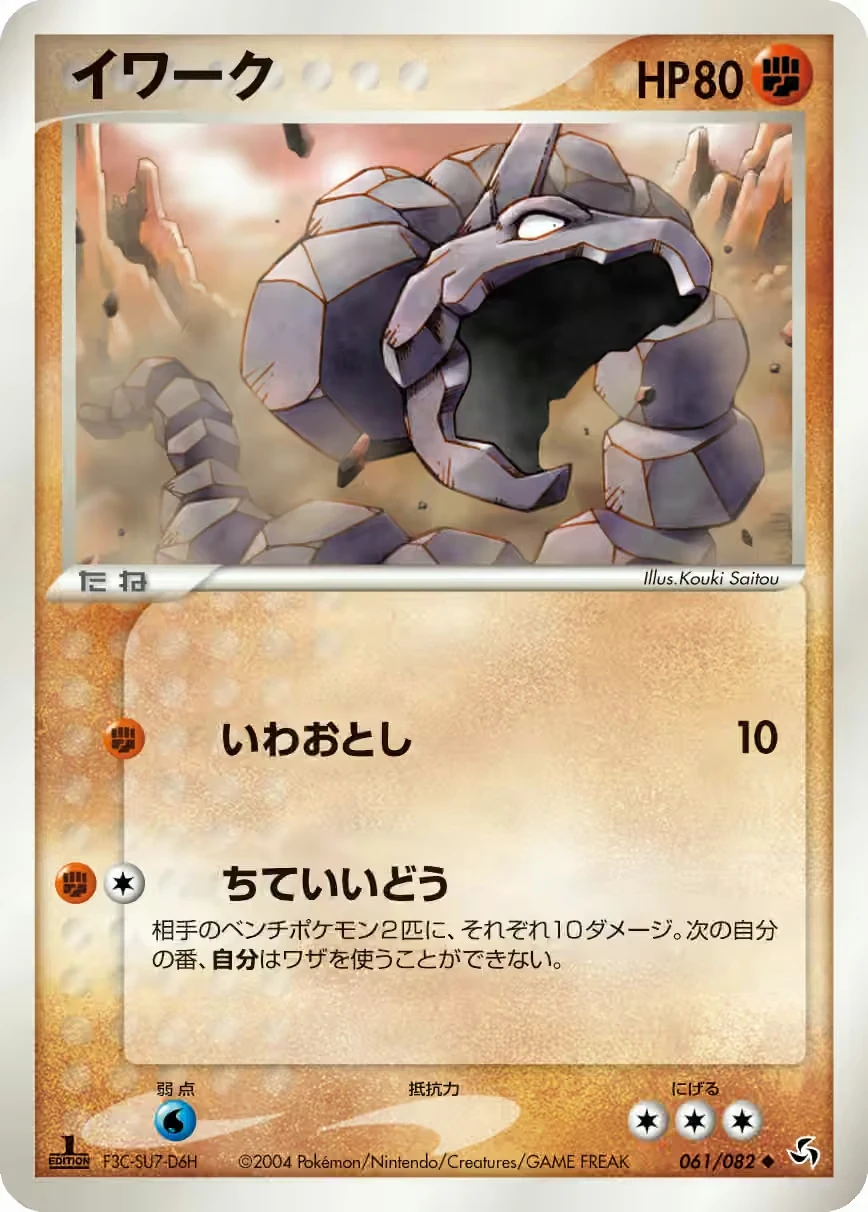 イワーク
HP80
たね
Illus.Kouki Saitou
いわおとし 10
ちていいどう
相手のベンチポケモン2匹に、それぞれ10ダメージ。次の自分
の番、自分はワザを使うことができない。
弱点 抵抗力 にげる
1 EDITION F3C-SU7-D6H ©2004 Pokémon/Nintendo/Creatures/GAME FREAK 061/082 ◆